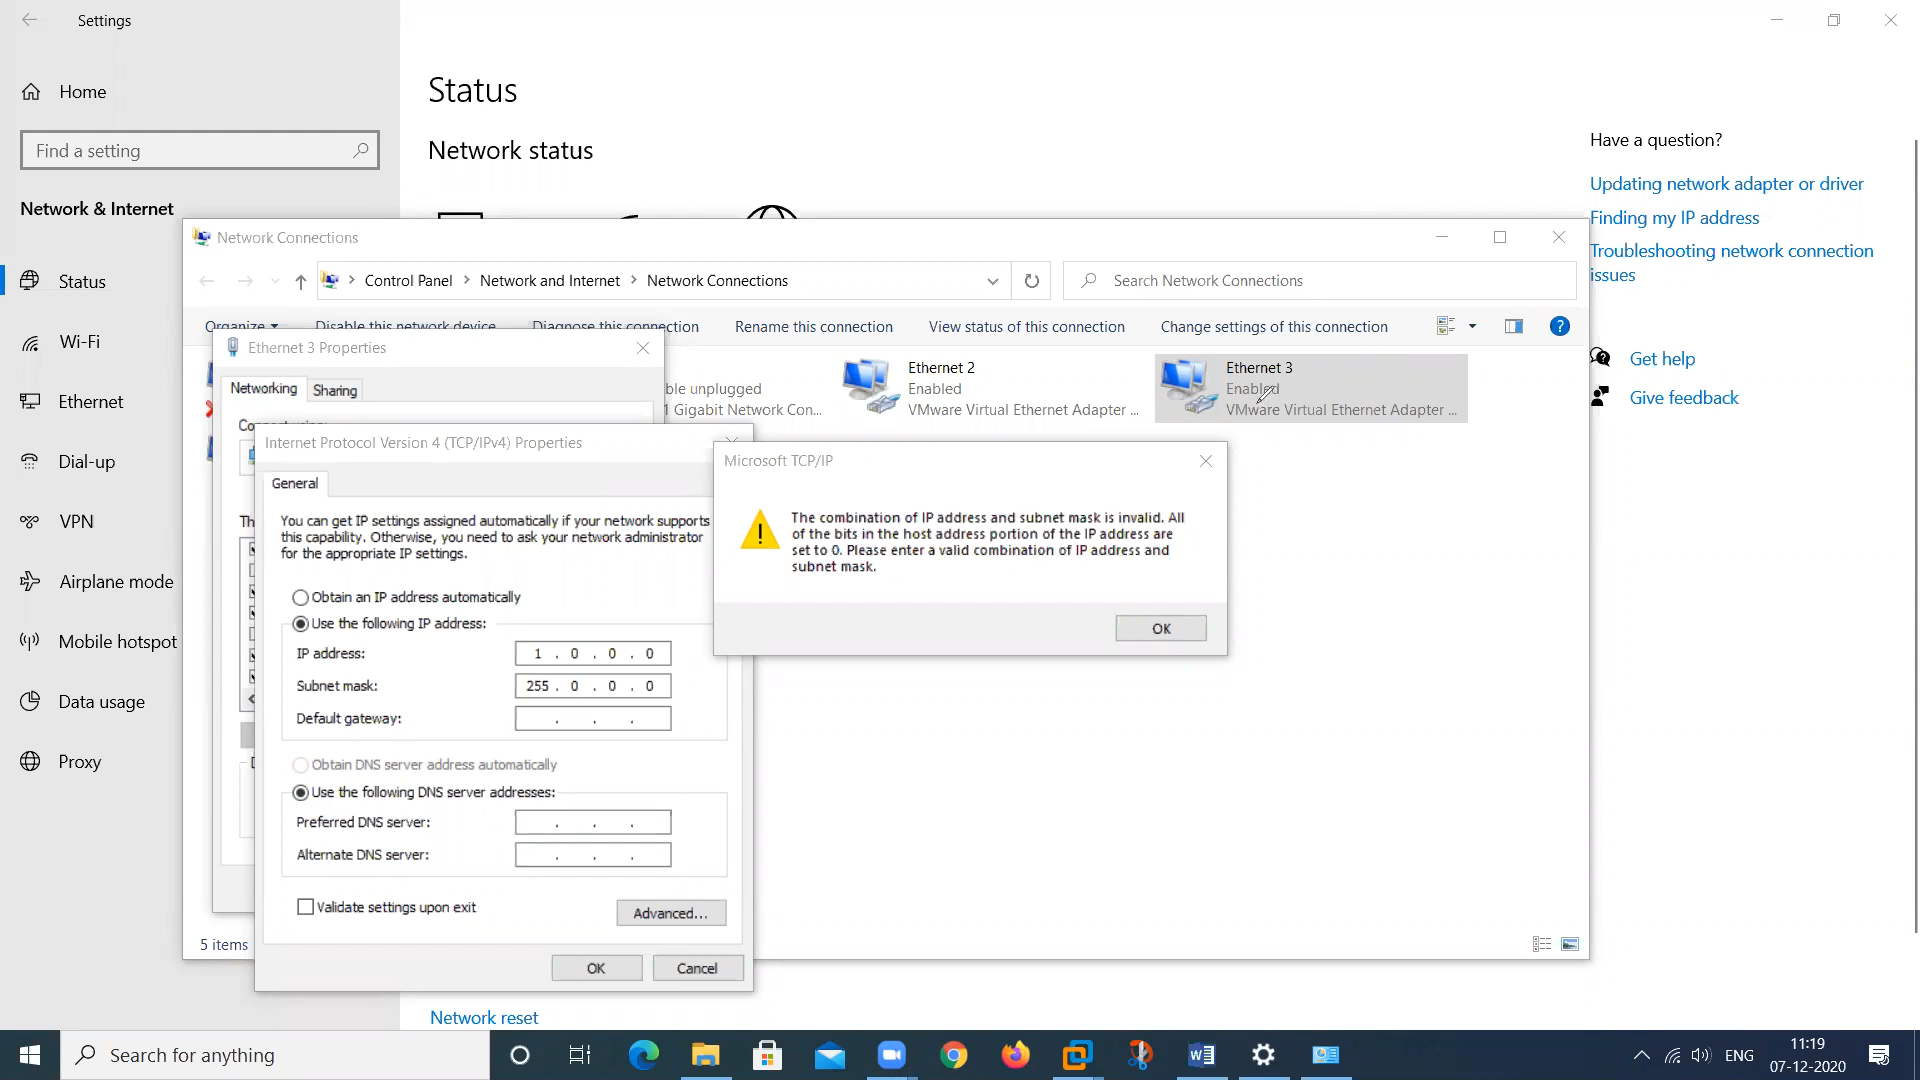 Settings
Home
Find a setting
Network & Internet
Status
Wi-Fi
Ethernet
Dial-up
VPN
Airplane mode
Mobile hotspot
Data usage
Proxy
Status
Network status
Have a question?
Updating network adapter or driver
Finding my IP address
Troubleshooting network connection
issues
Get help
Give feedback
Network Connections
Control Panel > Network and Internet > Network Connections
Search Network Connections
Organize
Disable this network device
Diagnose this connection
Rename this connection
View status of this connection
Change settings of this connection
ble unplugged
1 Gigabit Network Con...
Ethernet 2
Enabled
VMware Virtual Ethernet Adapter ...
Ethernet 3
Enabled
VMware Virtual Ethernet Adapter ...
Ethernet 3 Properties
Networking
Sharing
Th
Internet Protocol Version 4 (TCP/IPv4) Properties
General
You can get IP settings assigned automatically if your network supports
this capability. Otherwise, you need to ask your network administrator
for the appropriate IP settings.
Obtain an IP address automatically
Use the following IP address:
IP address: 1 . 0 . 0 . 0
Subnet mask: 255 . 0 . 0 . 0
Default gateway: . . .
Obtain DNS server address automatically
Use the following DNS server addresses:
Preferred DNS server: . . .
Alternate DNS server: . . .
Validate settings upon exit
Advanced...
OK
Cancel
Microsoft TCP/IP
The combination of IP address and subnet mask is invalid. All
of the bits in the host address portion of the IP address are
set to 0. Please enter a valid combination of IP address and
subnet mask.
OK
5 items
Network reset
Search for anything
ENG
11:19
07-12-2020